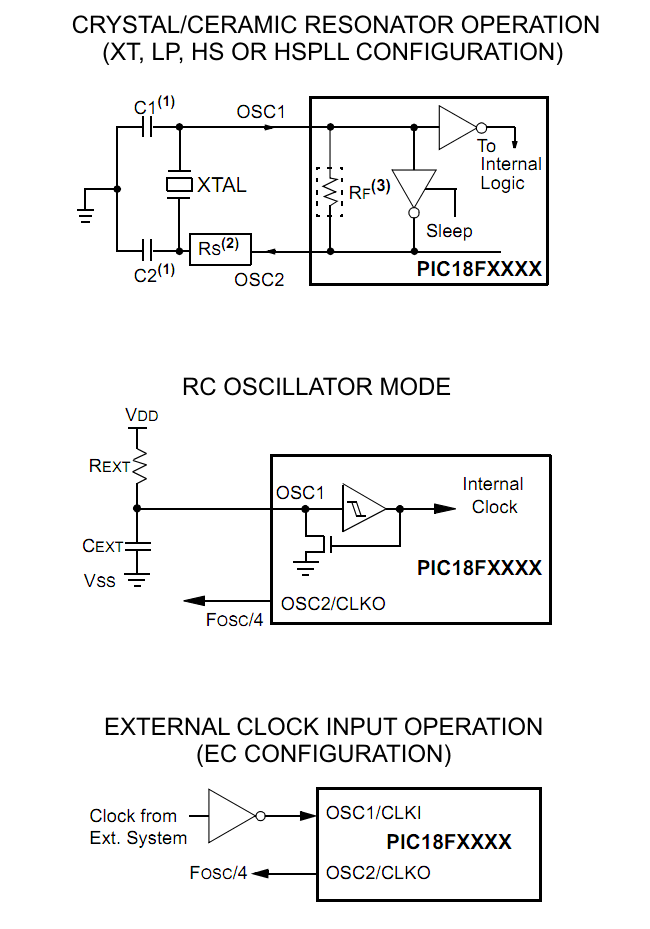 CRYSTAL/CERAMIC RESONATOR OPERATION
(XT, LP, HS OR HSPLL CONFIGURATION)
C1(1)
OSC1
To
Internal
Logic
XTAL
RF(3)
Sleep
RS(2)
C2(1)
OSC2
PIC18FXXXX
RC OSCILLATOR MODE
VDD
REXT
OSC1
Internal
Clock
CEXT
VSS
PIC18FXXXX
OSC2/CLKO
FOSC/4
EXTERNAL CLOCK INPUT OPERATION
(EC CONFIGURATION)
Clock from
Ext. System
OSC1/CLKI
PIC18FXXXX
FOSC/4
OSC2/CLKO